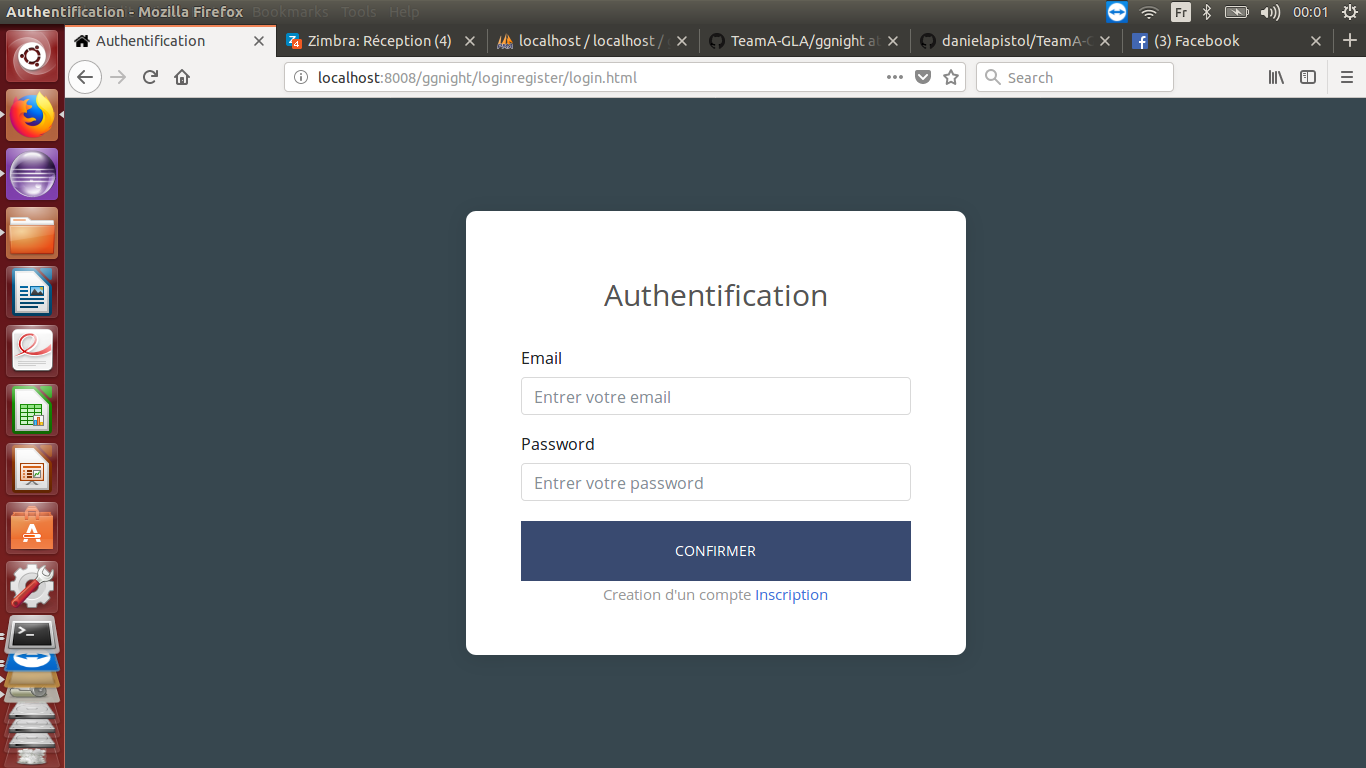 Authentification - Mozilla Firefox Bookmarks Tools Help
Fr 00:01
Authentification
Zimbra: Réception (4)
localhost / localhost /
TeamA-GLA/ggnight at
danielapistol/TeamA-G
(3) Facebook
localhost:8008/ggnight/loginregister/login.html
Search
Authentification
Email
Entrer votre email
Password
Entrer votre password
CONFIRMER
Creation d'un compte Inscription